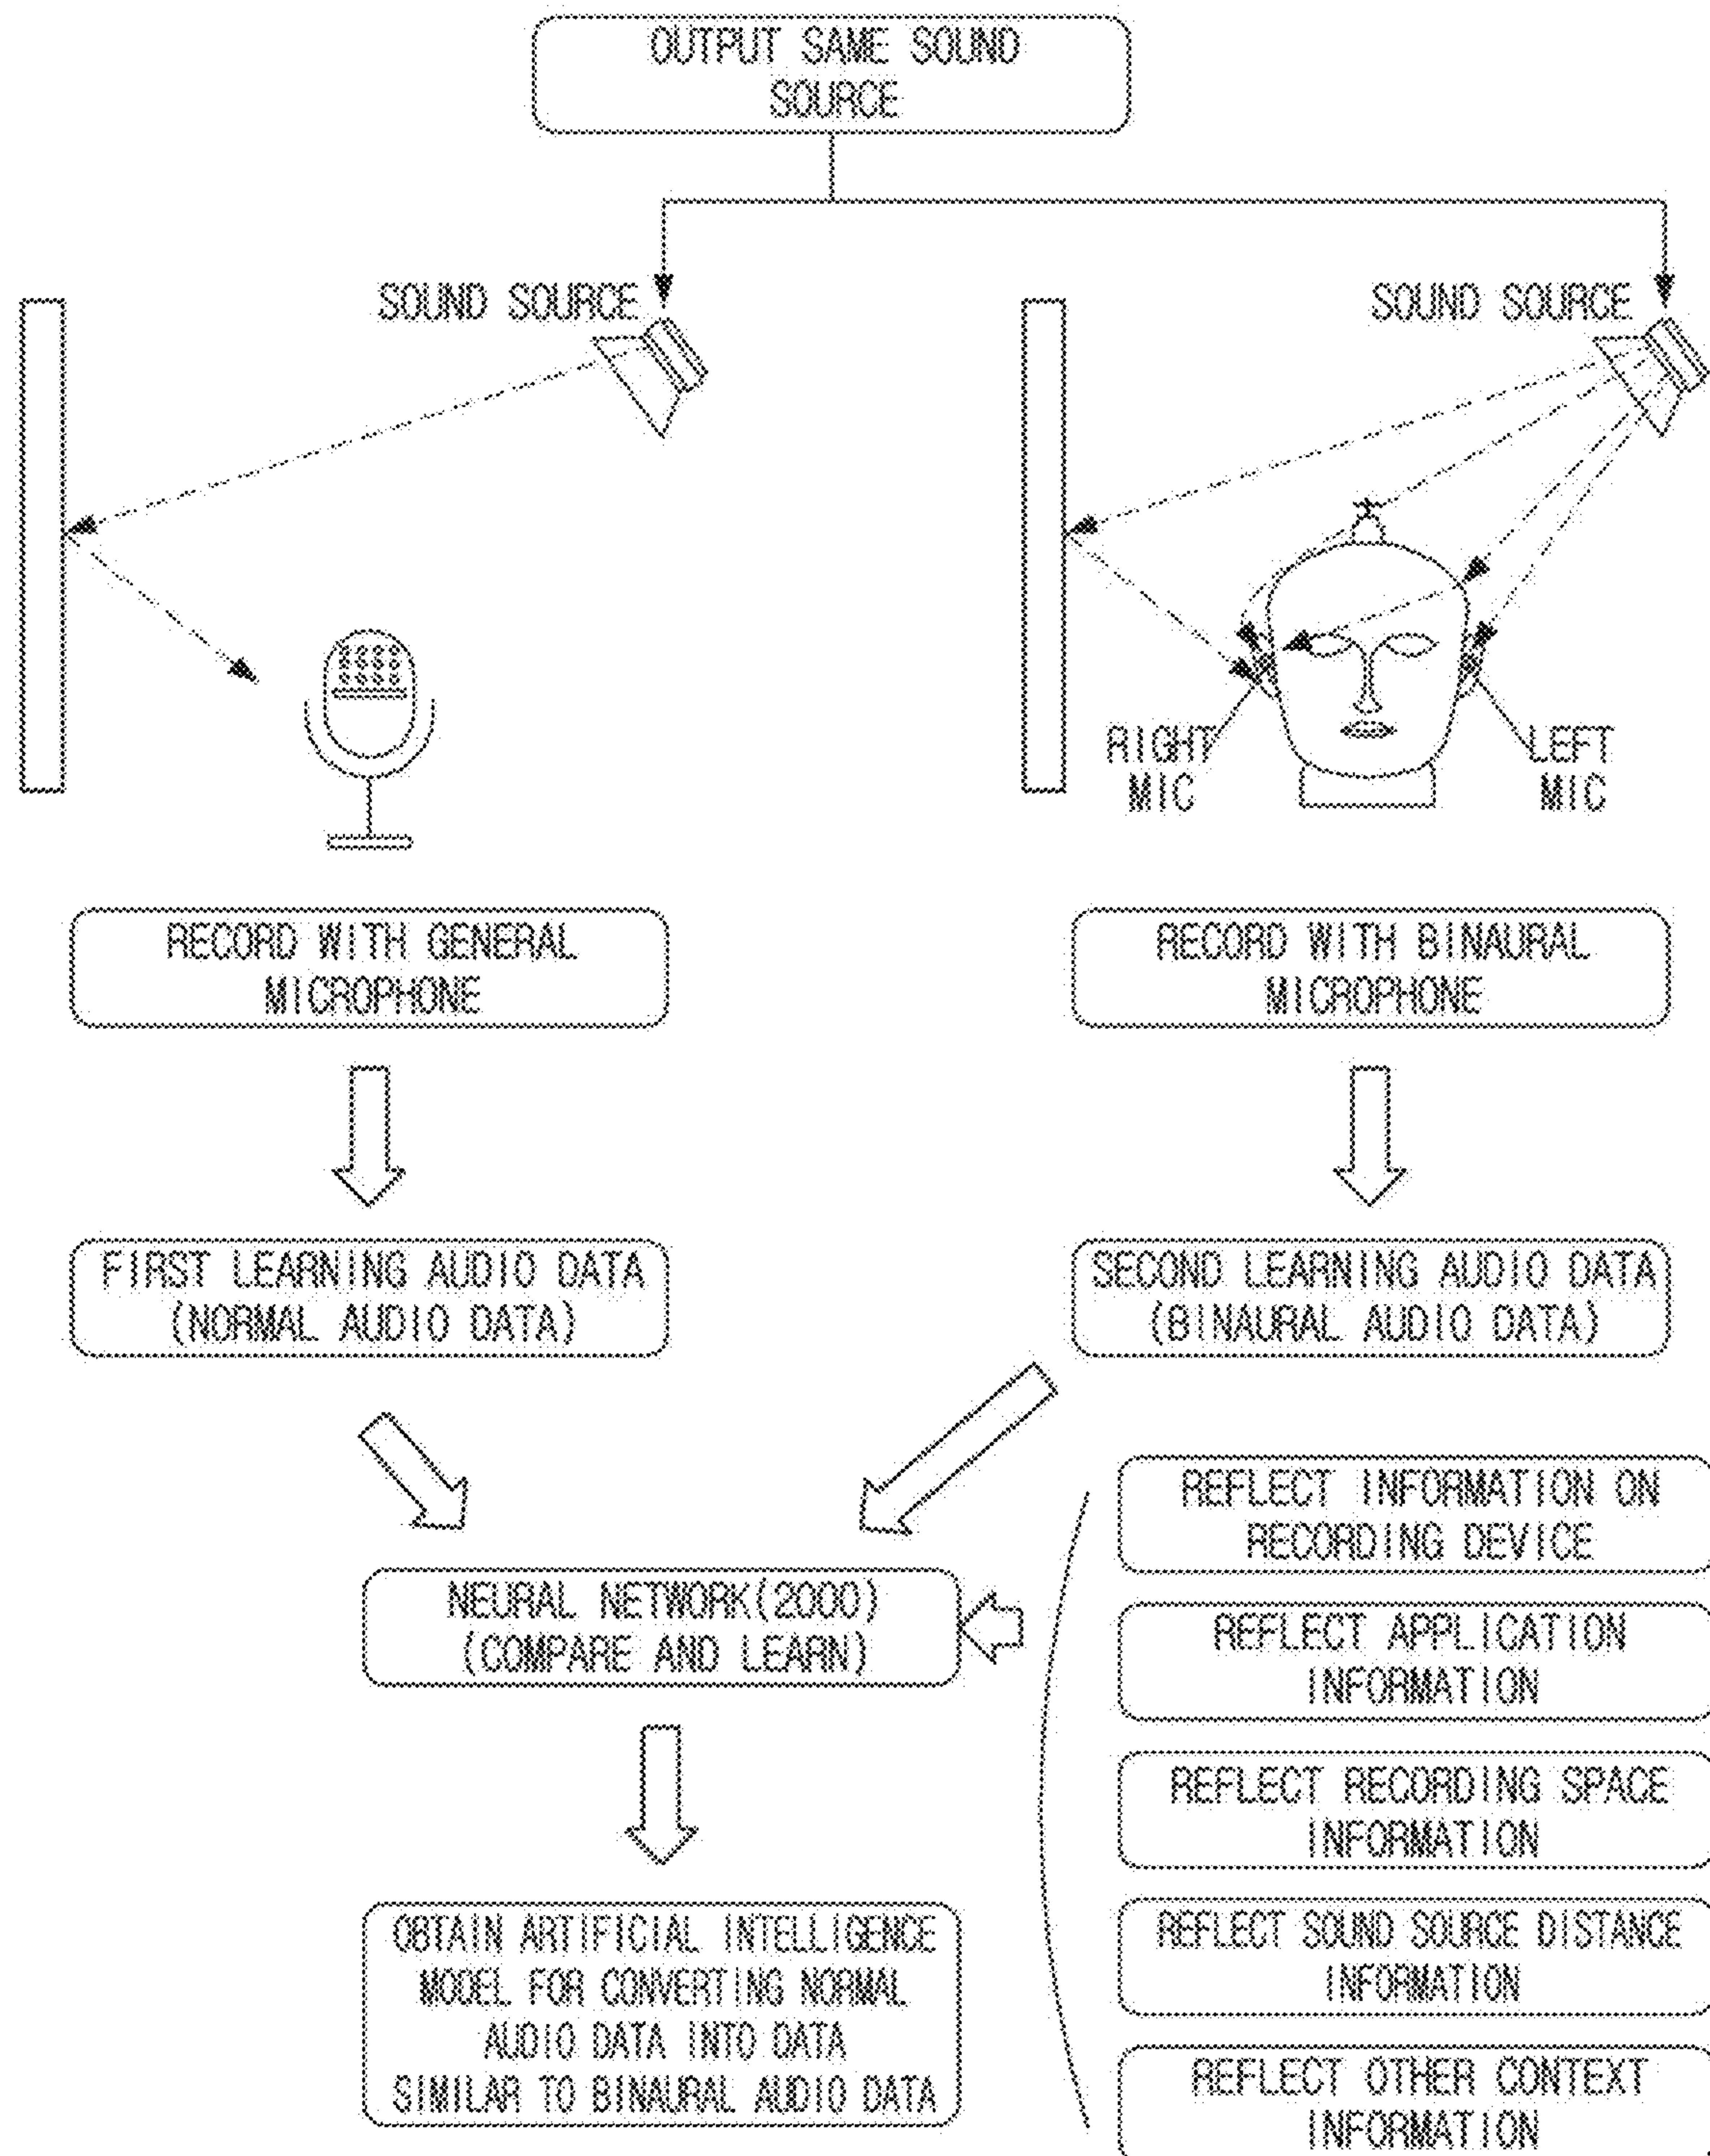 OUTPUT SAME SOUND
SOURCE
SOUND SOURCE
SOUND SOURCE
RIGHT
MIC
LEFT
MIC
RECORD WITH GENERAL
MICROPHONE
RECORD WITH BINAURAL
MICROPHONE
FIRST LEARNING AUDIO DATA
(NORMAL AUDIO DATA)
SECOND LEARNING AUDIO DATA
(BINAURAL AUDIO DATA)
NEURAL NETWORK(2000)
(COMPARE AND LEARN)
REFLECT INFORMATION ON
RECORDING DEVICE
REFLECT APPLICATION
INFORMATION
REFLECT RECORDING SPACE
INFORMATION
REFLECT SOUND SOURCE DISTANCE
INFORMATION
REFLECT OTHER CONTEXT
INFORMATION
OBTAIN ARTIFICIAL INTELLIGENCE
MODEL FOR CONVERTING NORMAL
AUDIO DATA INTO DATA
SIMILAR TO BINAURAL AUDIO DATA